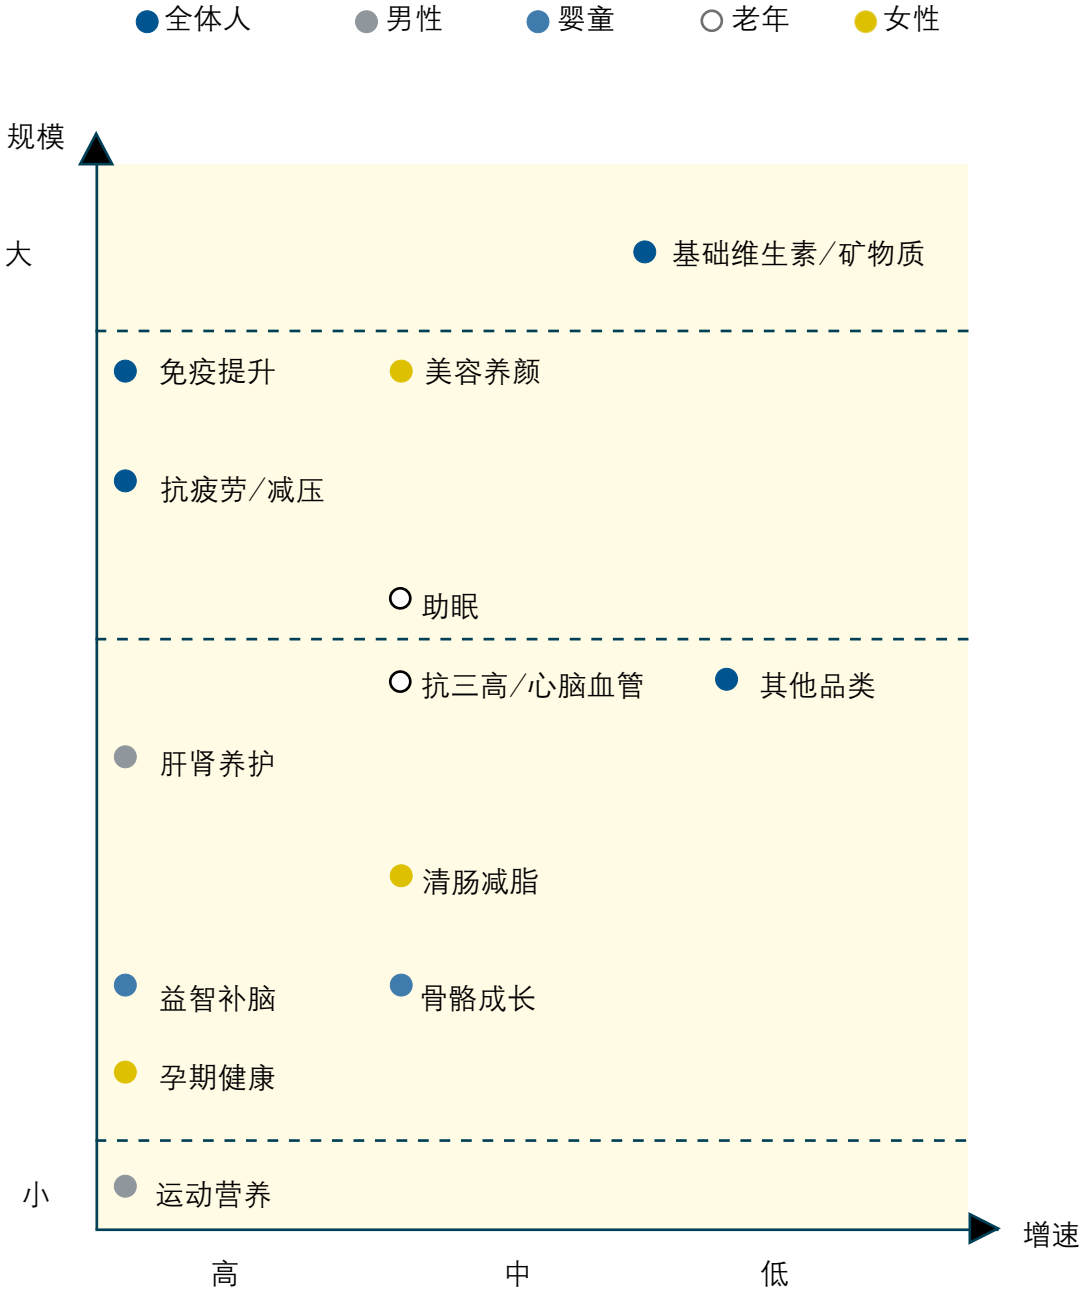 全体人 男性 婴童 老年 女性
规模
大
基础维生素/矿物质
免疫提升 美容养颜
抗疲劳/减压
助眠
抗三高/心脑血管 其他品类
肝肾养护
清肠减脂
益智补脑 骨骼成长
孕期健康
小
运动营养
增速
高 中 低